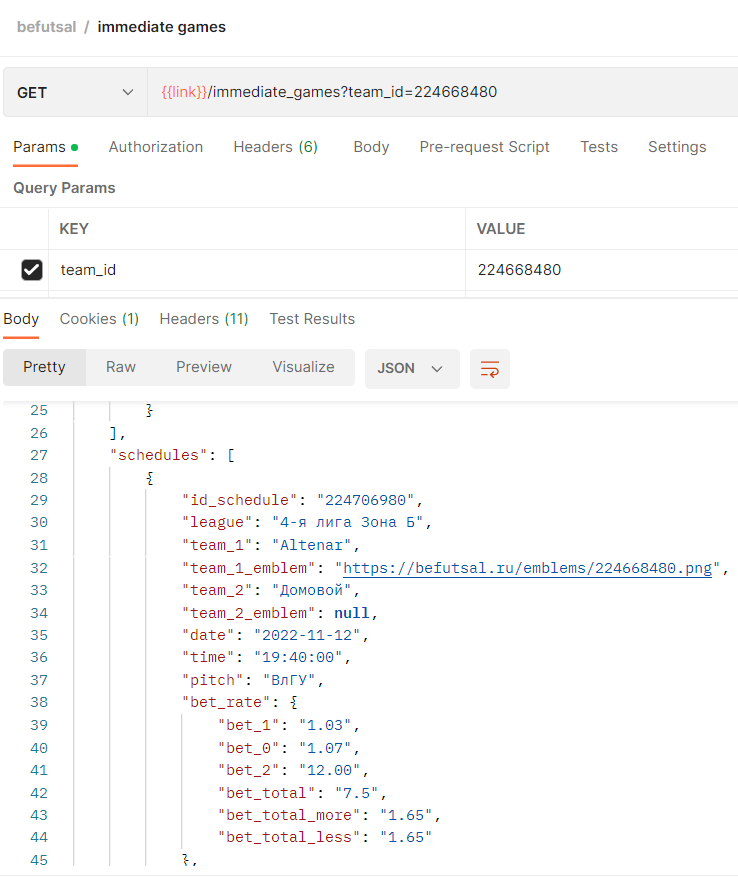 befutsal / immediate games
GET {{link}}/immediate_games?team_id=224668480
Params Authorization Headers (6) Body Pre-request Script Tests Settings
Query Params
KEY VALUE
team_id 224668480
Body Cookies (1) Headers (11) Test Results
Pretty Raw Preview Visualize JSON
25 }
26 ],
27 "schedules": [
28 {
29 "id_schedule": "224706980",
30 "league": "4-я лига Зона Б",
31 "team_1": "Altenar",
32 "team_1_emblem": "https://befutsal.ru/emblems/224668480.png",
33 "team_2": "Домовой",
34 "team_2_emblem": null,
35 "date": "2022-11-12",
36 "time": "19:40:00",
37 "pitch": "ВлГУ",
38 "bet_rate": {
39 "bet_1": "1.03",
40 "bet_0": "1.07",
41 "bet_2": "12.00",
42 "bet_total": "7.5",
43 "bet_total_more": "1.65",
44 "bet_total_less": "1.65"
45 },